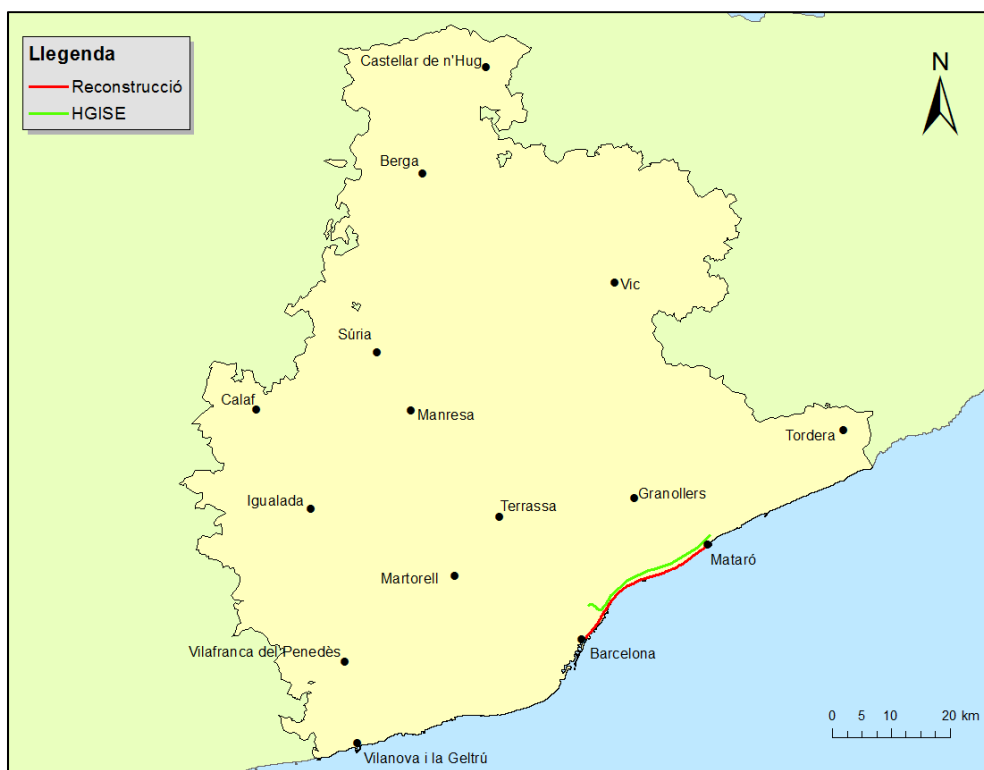 Llegenda
Reconstrucció
HGISE
Castellar de n'Hug
N
Berga
Vic
Súria
Calaf
Manresa
Tordera
Igualada
Terrassa
Granollers
Mataró
Martorell
Barcelona
Vilafranca del Penedès
0 5 10 20 km
Vilanova i la Geltrú